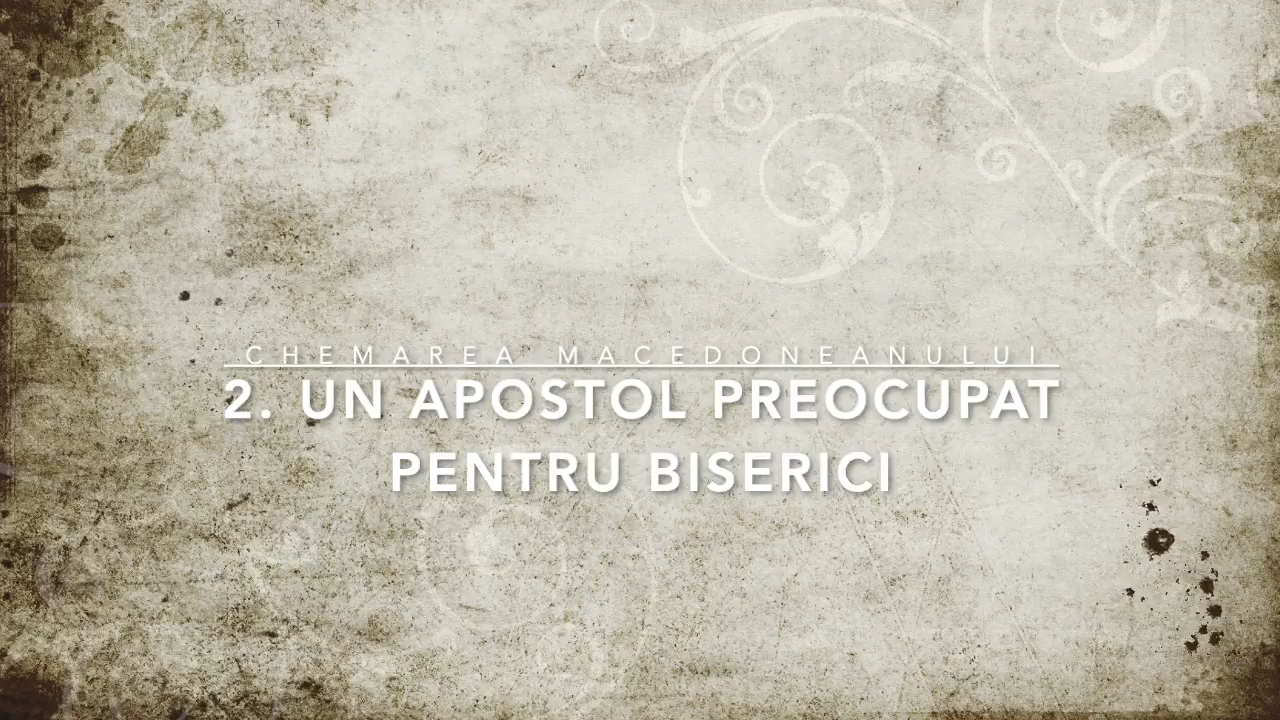 CHEMAREA MACEDONEANULUI
2. UN APOSTOL PREOCUPAT
PENTRU BISERICI